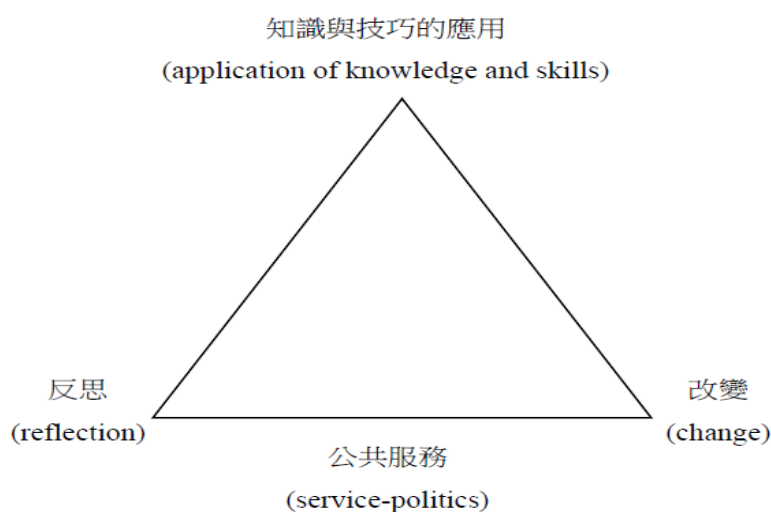 知識與技巧的應用
(application of knowledge and skills)
反思
(reflection)
改變
(change)
公共服務
(service-politics)